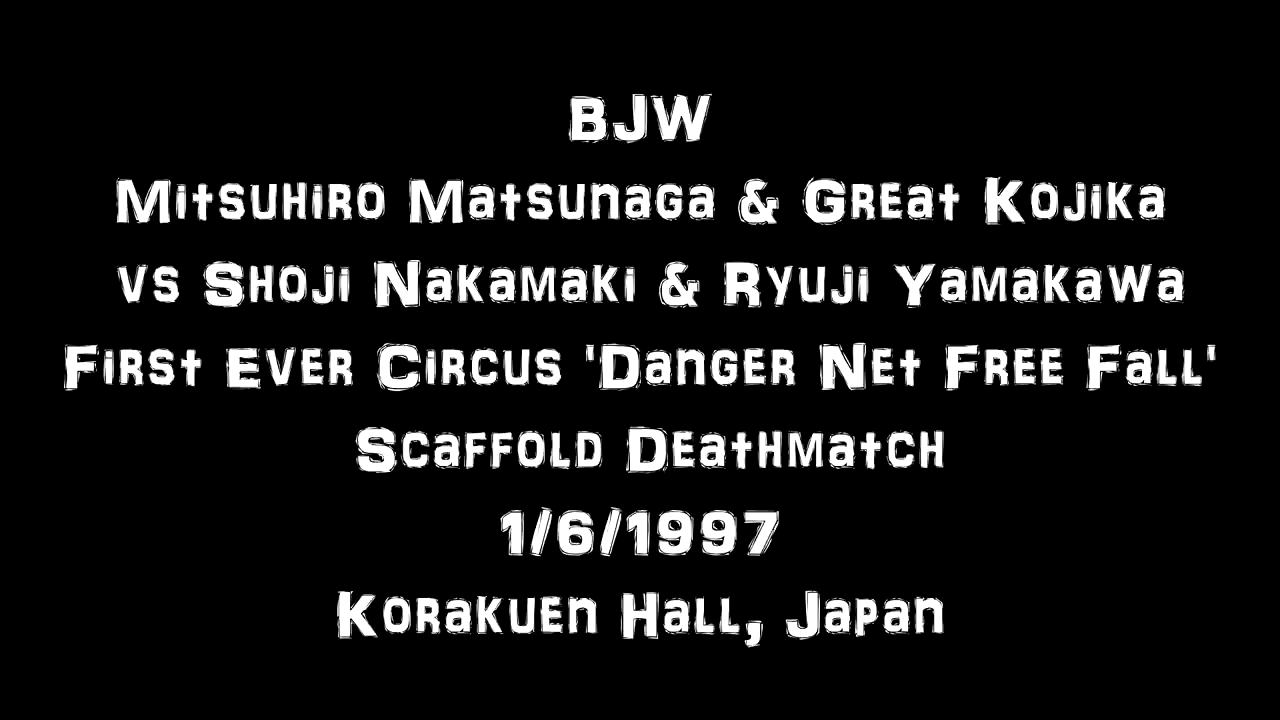 BJW
Mitsuhiro Matsunaga & Great Kojika
vs Shoji Nakamaki & Ryuji Yamakawa
First Ever Circus 'Danger Net Free Fall'
Scaffold Deathmatch
1/6/1997
Korakuen Hall, Japan